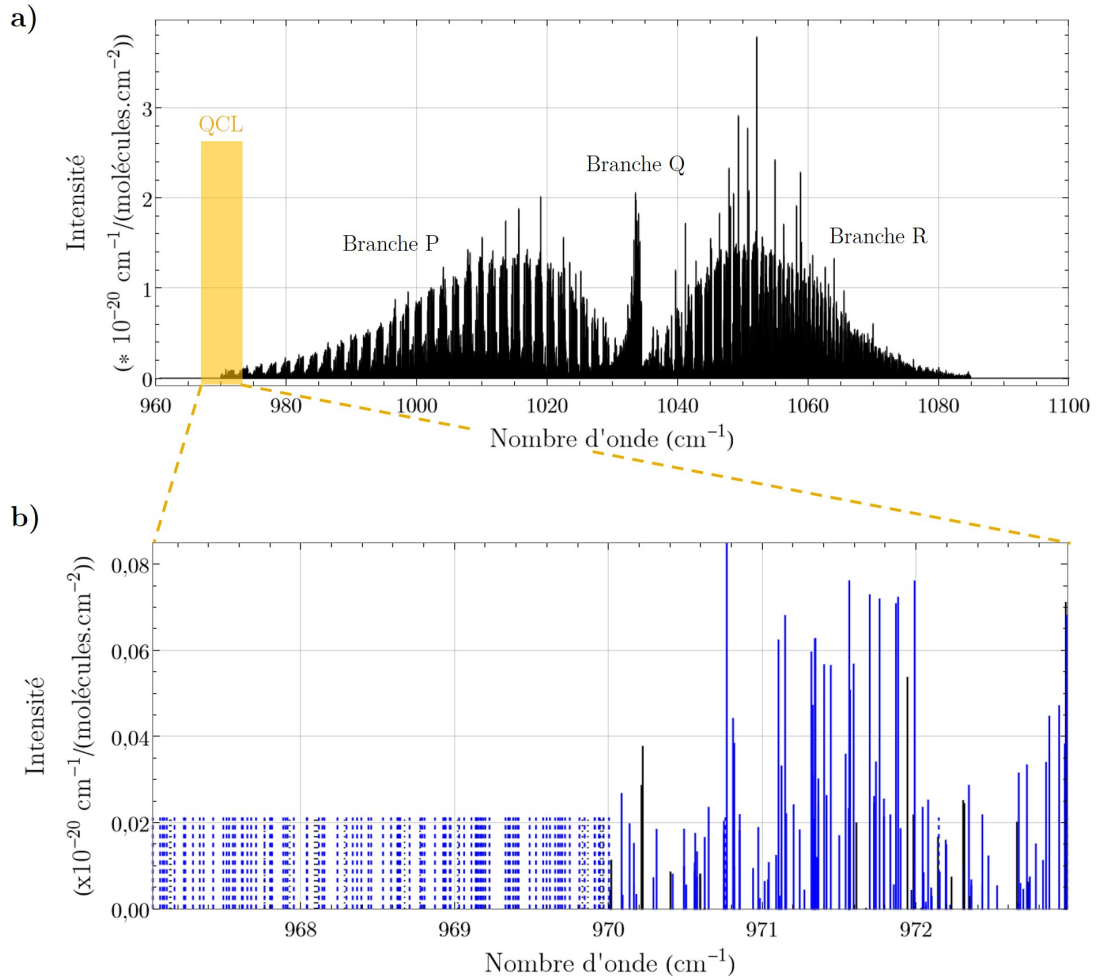 a)
Intensité
(* 10⁻²⁰ cm⁻¹/(molécules.cm⁻²))
3
2
1
0
QCL
Branche P
Branche Q
Branche R
960 980 1000 1020 1040 1060 1080 1100
Nombre d'onde (cm⁻¹)
b)
Intensité
(x10⁻²⁰ cm⁻¹/(molécules.cm⁻²))
0,08
0,06
0,04
0,02
0,00
968 969 970 971 972
Nombre d'onde (cm⁻¹)